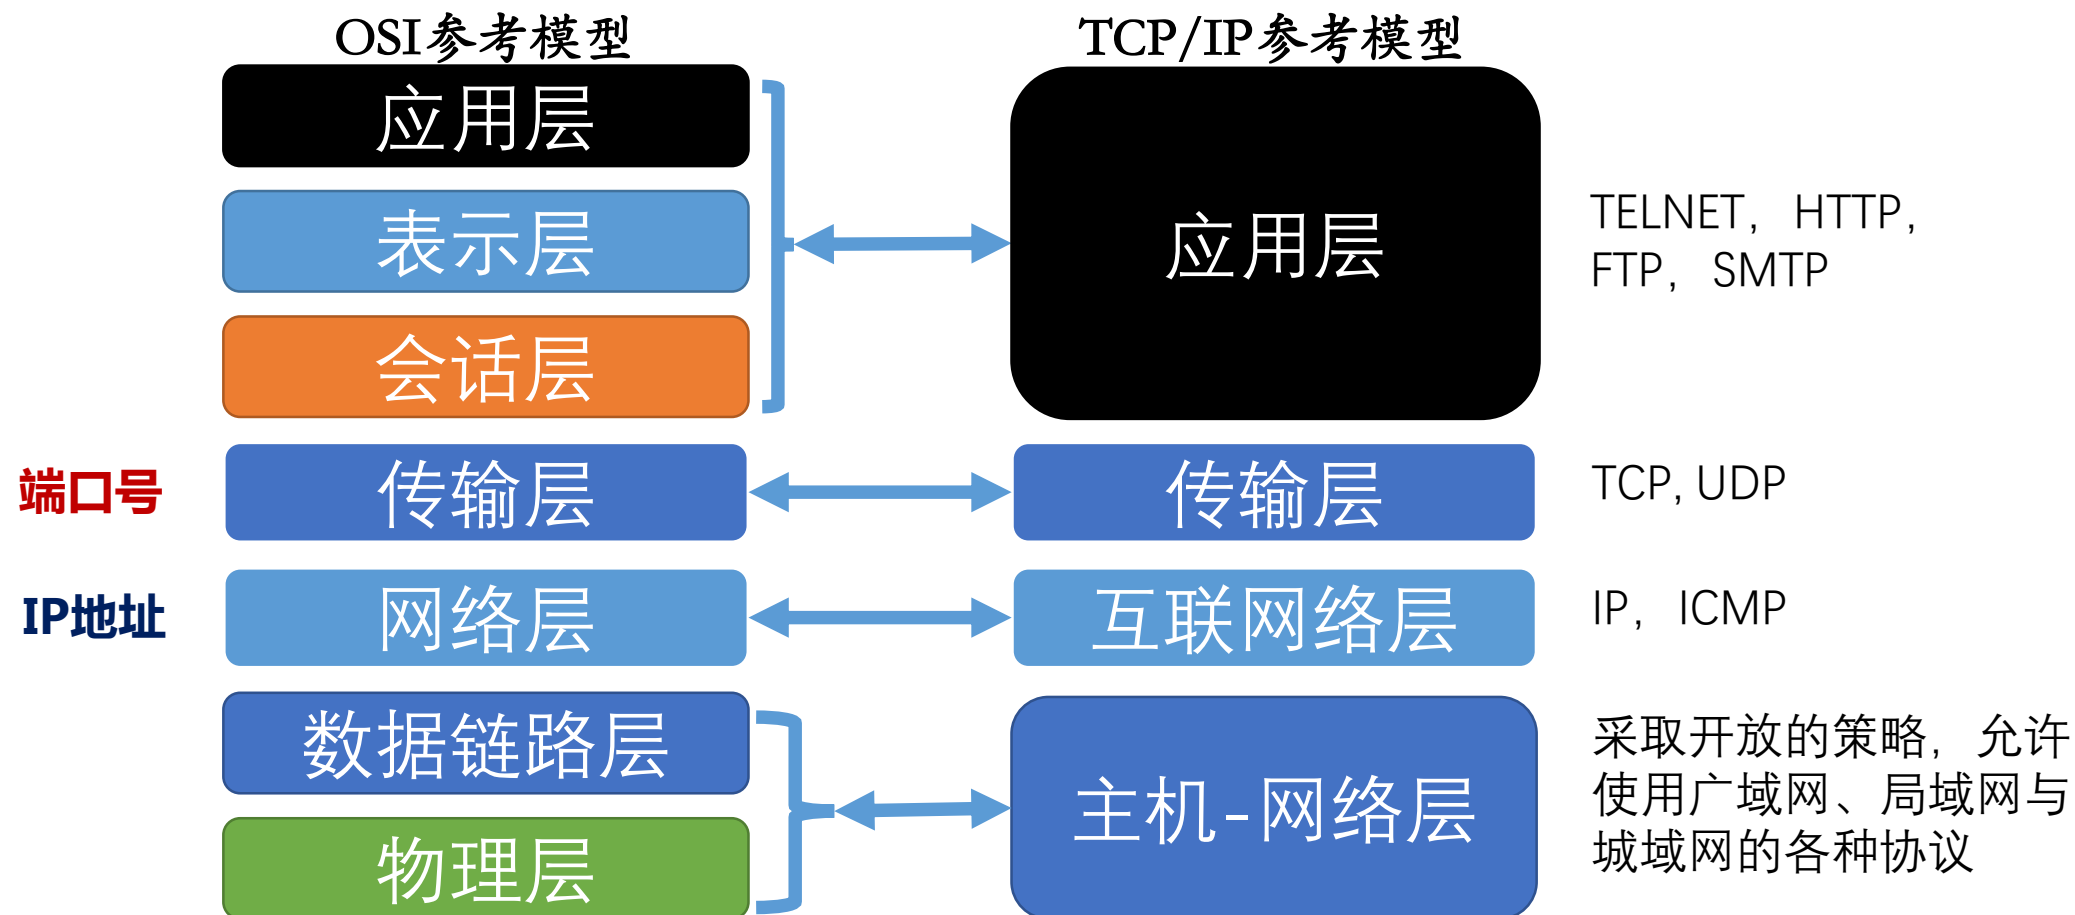 OSI参考模型
TCP/IP参考模型
应用层
表示层
会话层
应用层
TELNET，HTTP，
FTP，SMTP
端口号
传输层
传输层
TCP, UDP
IP地址
网络层
互联网络层
IP，ICMP
数据链路层
物理层
主机-网络层
采取开放的策略，允许
使用广域网、局域网与
城域网的各种协议